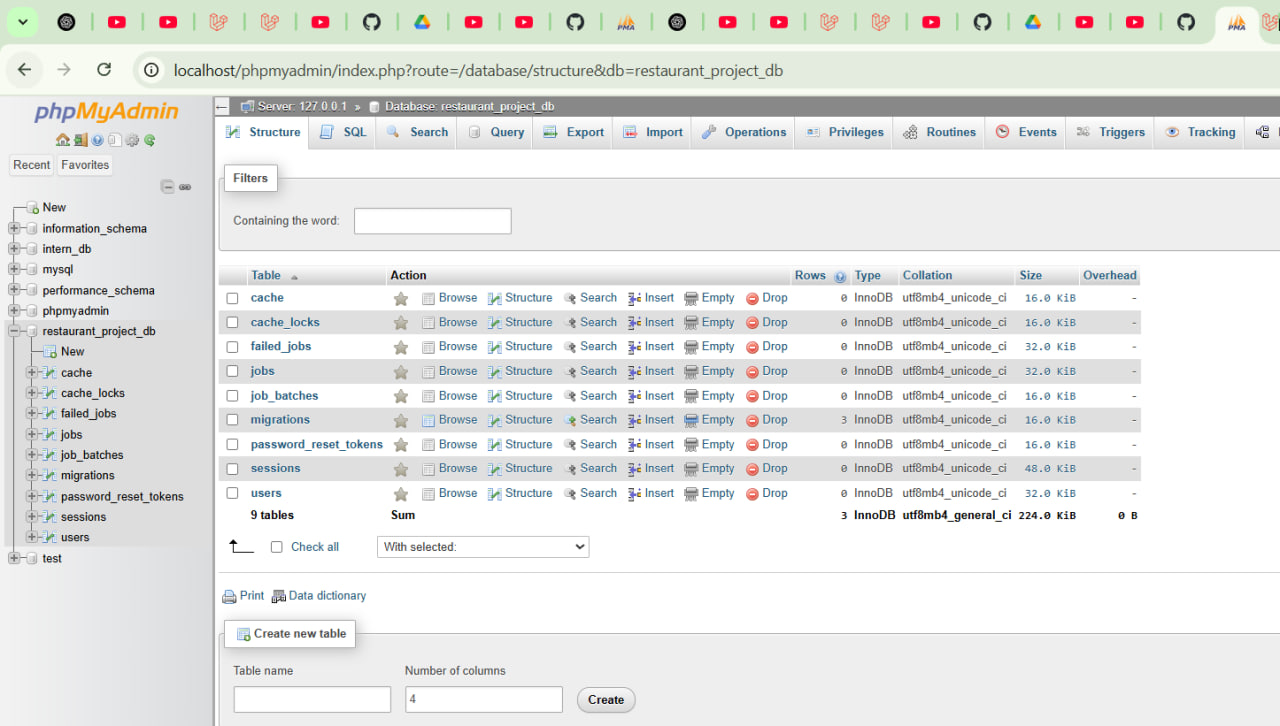 PMA
PMA
localhost/phpmyadmin/index.php?route=/database/structure&db=restaurant_project_db
phpMyAdmin
Recent Favorites
New
information_schema
intern_db
mysql
performance_schema
phpmyadmin
restaurant_project_db
New
cache
cache_locks
failed_jobs
jobs
job_batches
migrations
password_reset_tokens
sessions
users
test
Server: 127.0.0.1 » Database: restaurant_project_db
Structure SQL Search Query Export Import Operations Privileges Routines Events Triggers Tracking
Filters
Containing the word:
Table Action Rows Type Collation Size Overhead
cache Browse Structure Search Insert Empty Drop 0 InnoDB utf8mb4_unicode_ci 16.0 KiB -
cache_locks Browse Structure Search Insert Empty Drop 0 InnoDB utf8mb4_unicode_ci 16.0 KiB -
failed_jobs Browse Structure Search Insert Empty Drop 0 InnoDB utf8mb4_unicode_ci 32.0 KiB -
jobs Browse Structure Search Insert Empty Drop 0 InnoDB utf8mb4_unicode_ci 32.0 KiB -
job_batches Browse Structure Search Insert Empty Drop 0 InnoDB utf8mb4_unicode_ci 16.0 KiB -
migrations Browse Structure Search Insert Empty Drop 3 InnoDB utf8mb4_unicode_ci 16.0 KiB -
password_reset_tokens Browse Structure Search Insert Empty Drop 0 InnoDB utf8mb4_unicode_ci 16.0 KiB -
sessions Browse Structure Search Insert Empty Drop 0 InnoDB utf8mb4_unicode_ci 48.0 KiB -
users Browse Structure Search Insert Empty Drop 0 InnoDB utf8mb4_unicode_ci 32.0 KiB -
9 tables Sum 3 InnoDB utf8mb4_general_ci 224.0 KiB 0 B
Check all With selected:
Print Data dictionary
Create new table
Table name Number of columns
4 Create